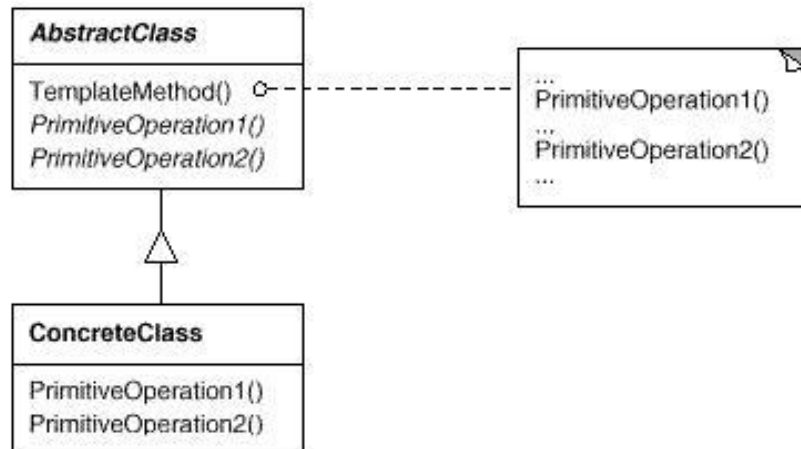 AbstractClass
TemplateMethod()
PrimitiveOperation1()
PrimitiveOperation2()
...
PrimitiveOperation1()
...
PrimitiveOperation2()
...
ConcreteClass
PrimitiveOperation1()
PrimitiveOperation2()